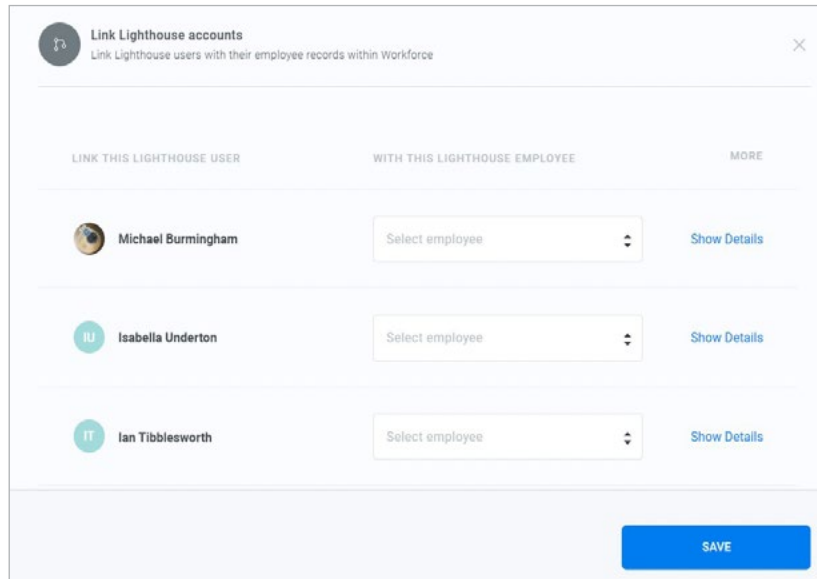 Link Lighthouse accounts
Link Lighthouse users with their employee records within Workforce
LINK THIS LIGHTHOUSE USER WITH THIS LIGHTHOUSE EMPLOYEE MORE
Michael Burmingham Select employee Show Details
IU Isabella Underton Select employee Show Details
IT Ian Tibblesworth Select employee Show Details
SAVE